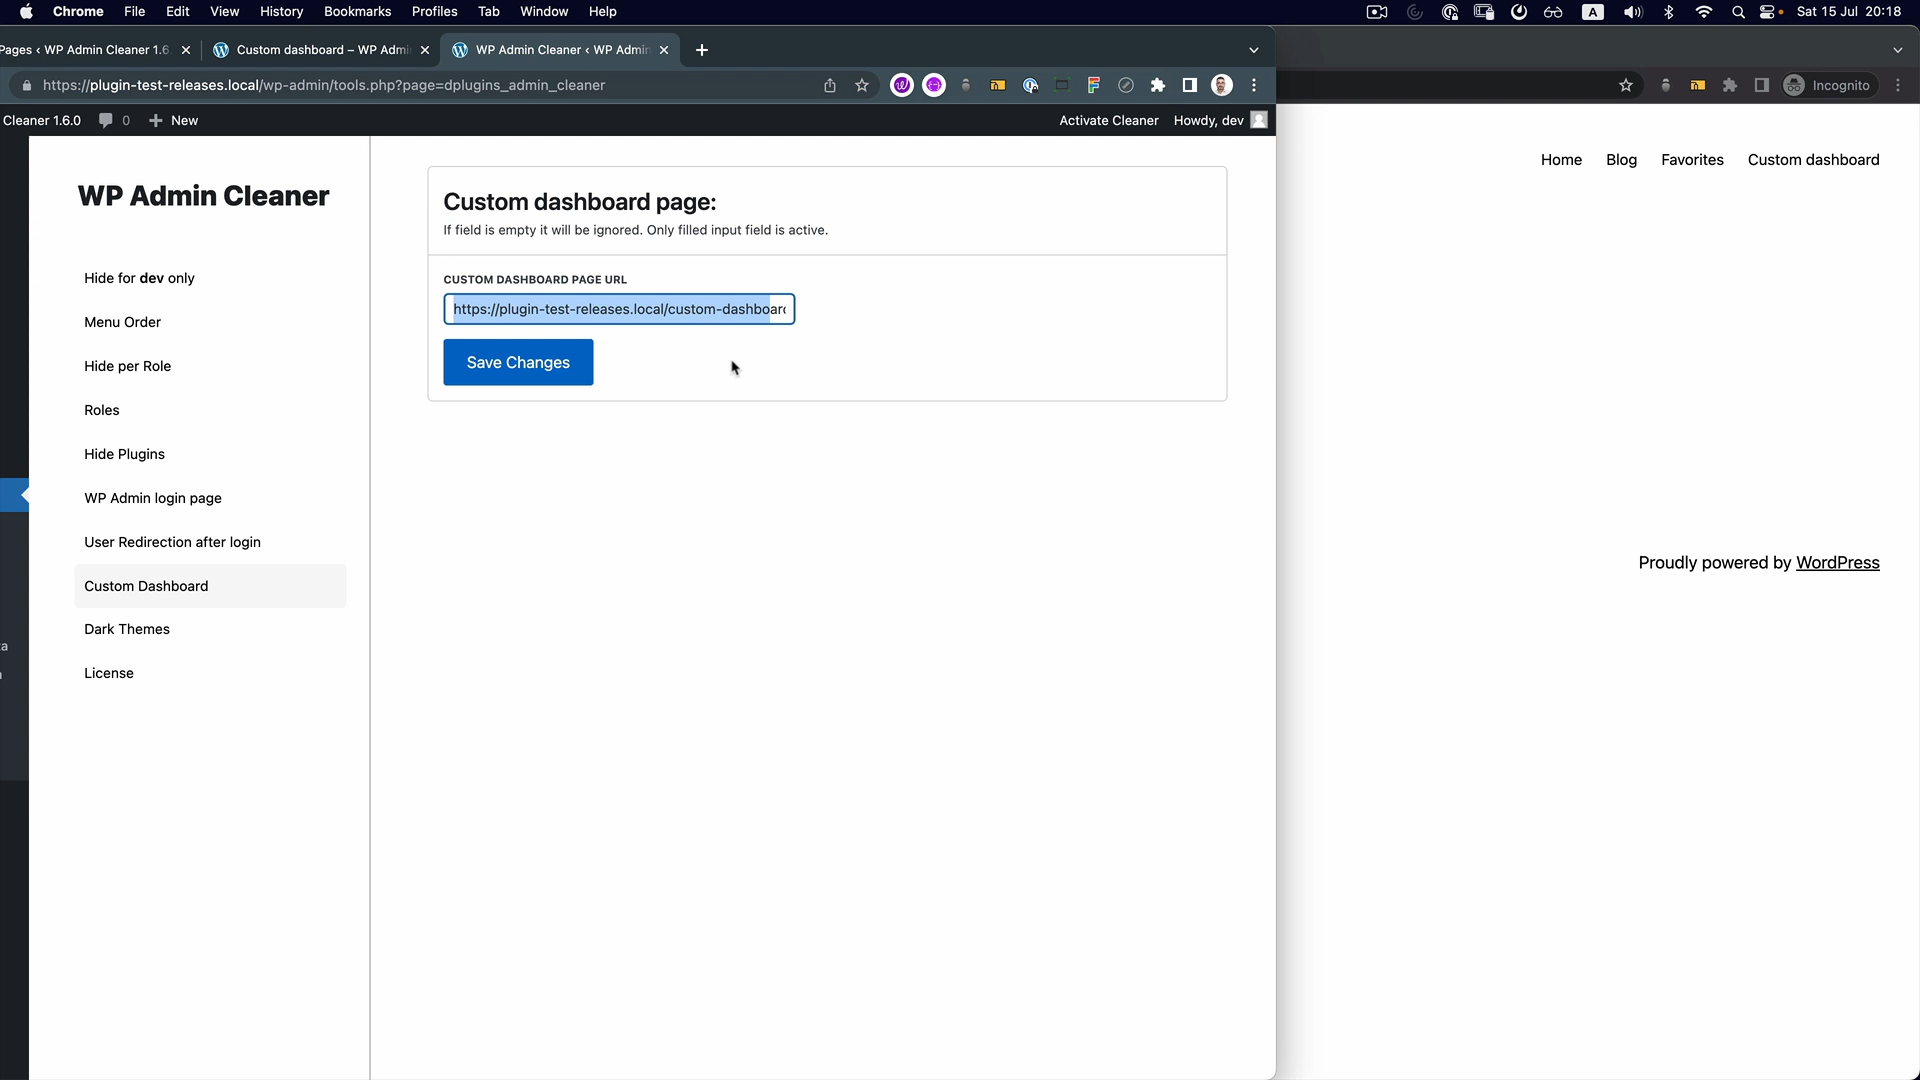 Chrome File Edit View History Bookmarks Profiles Tab Window Help A Sat 15 Jul 20:18
Pages ‹ WP Admin Cleaner 1.6. Custom dashboard – WP Admi WP Admin Cleaner ‹ WP Admin
https://plugin-test-releases.local/wp-admin/tools.php?page=dplugins_admin_cleaner
Incognito
Cleaner 1.6.0 0 New Activate Cleaner Howdy, dev
WP Admin Cleaner
Hide for dev only
Menu Order
Hide per Role
Roles
Hide Plugins
WP Admin login page
User Redirection after login
Custom Dashboard
Dark Themes
License
Custom dashboard page:
If field is empty it will be ignored. Only filled input field is active.
CUSTOM DASHBOARD PAGE URL
https://plugin-test-releases.local/custom-dashboard
Save Changes
Home Blog Favorites Custom dashboard
Proudly powered by WordPress